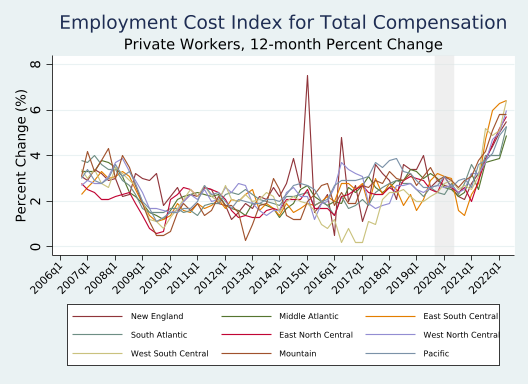 Employment Cost Index for Total Compensation
Private Workers, 12-month Percent Change
Percent Change (%)
8
6
4
2
0
2006q1 2007q1 2008q1 2009q1 2010q1 2011q1 2012q1 2013q1 2014q1 2015q1 2016q1 2017q1 2018q1 2019q1 2020q1 2021q1 2022q1
New England Middle Atlantic East South Central
South Atlantic East North Central West North Central
West South Central Mountain Pacific